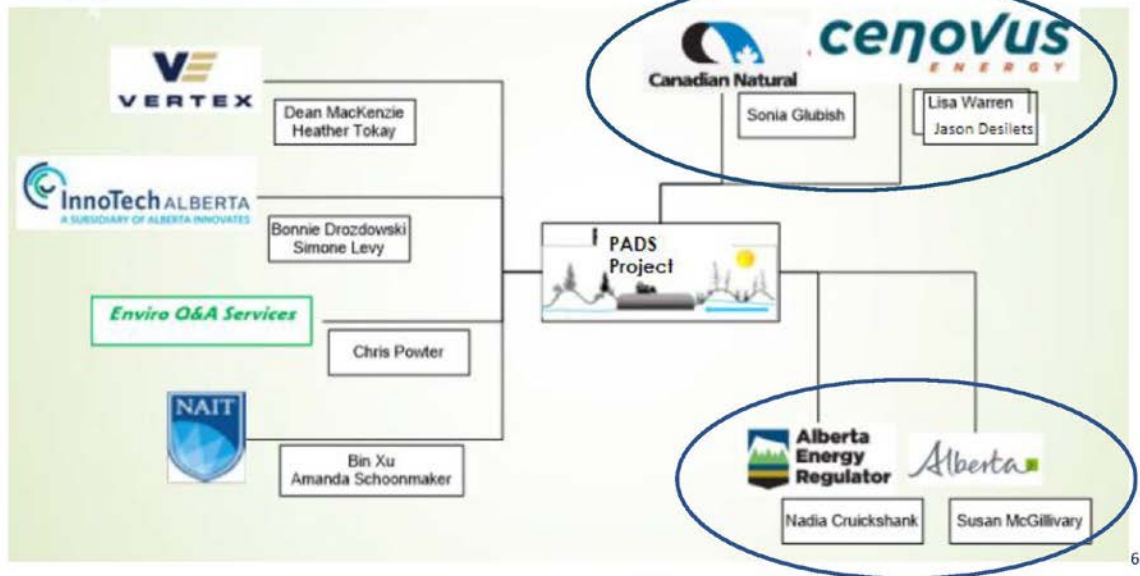 VERTEX
Dean MacKenzie
Heather Tokay
InnoTech ALBERTA
A SUBSIDIARY OF ALBERTA INNOVATES
Bonnie Drozdowski
Simone Levy
Enviro Q&A Services
Chris Powter
NAIT
Bin Xu
Amanda Schoonmaker
PADS
Project
Canadian Natural
Sonia Glubish
cenovus
ENERGY
Lisa Warren
Jason Desilets
Alberta
Energy
Regulator
Nadia Cruickshank
Alberta
Susan McGillivary
6